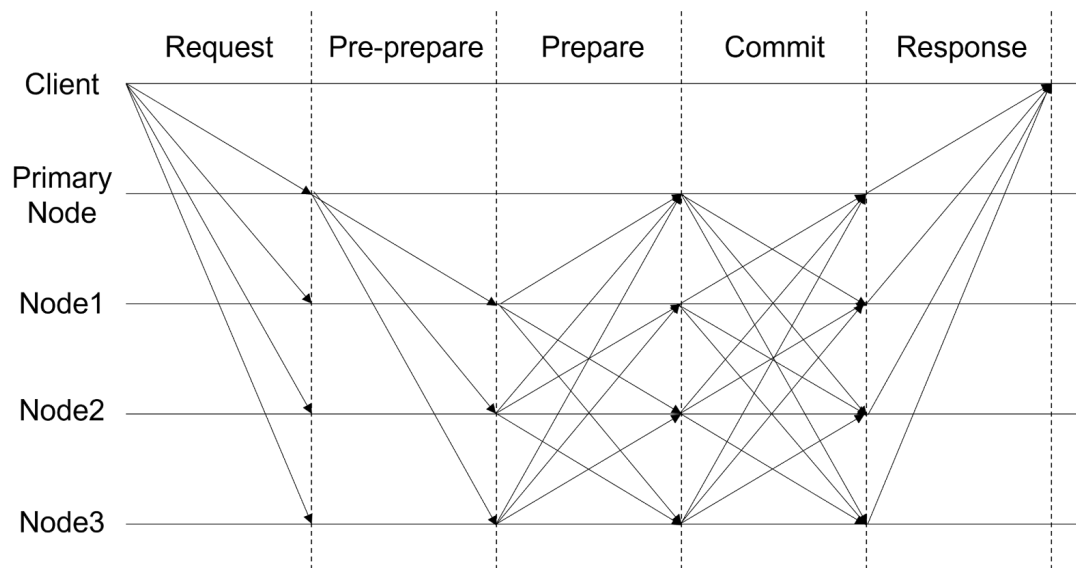 Request
Pre-prepare
Prepare
Commit
Response
Client
Primary
Node
Node1
Node2
Node3